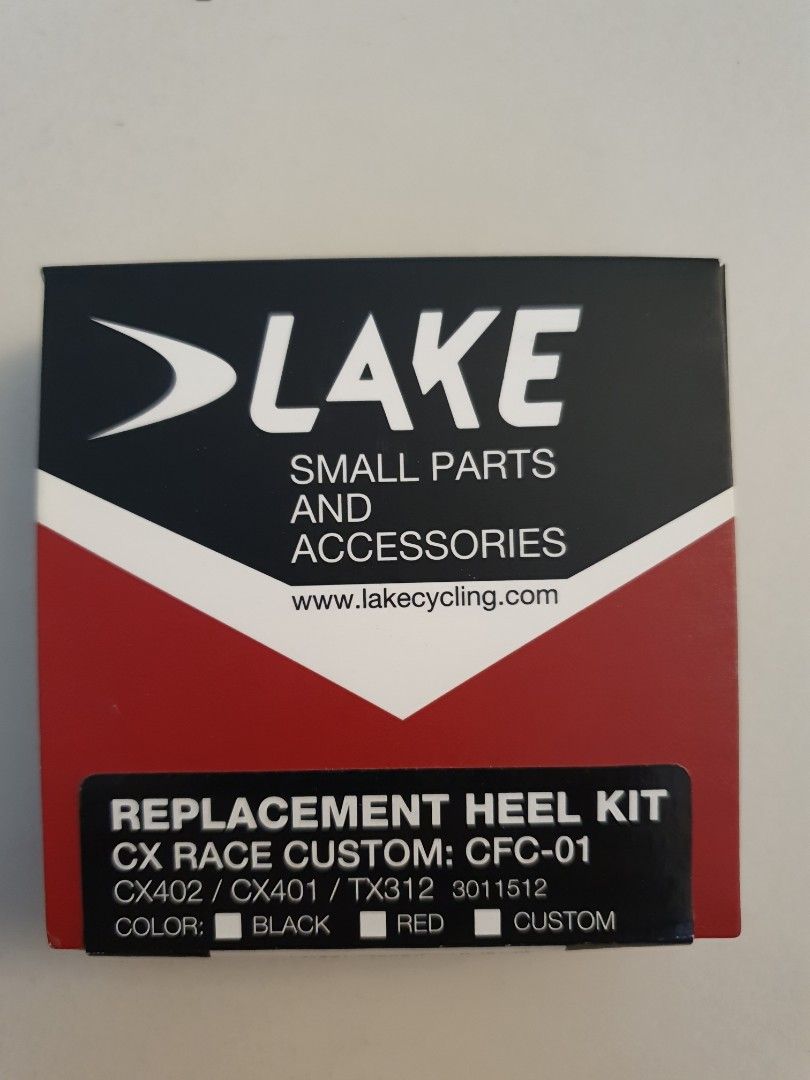 LAKE
SMALL PARTS
AND
ACCESSORIES
www.lakecycling.com
REPLACEMENT HEEL KIT
CX RACE CUSTOM: CFC-01
CX402 / CX401 / TX312 3011512
COLOR: BLACK RED CUSTOM